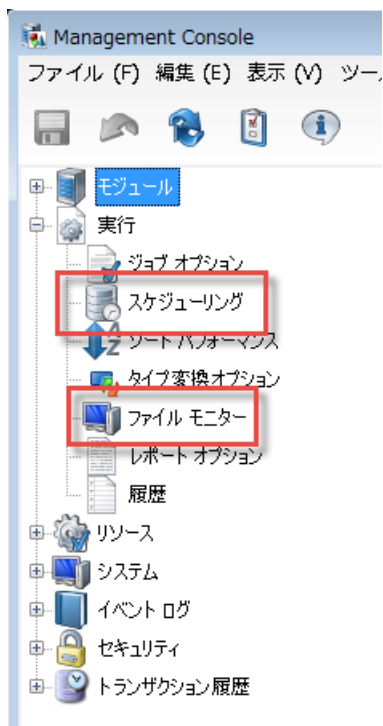 Management Console
ファイル (F) 編集 (E) 表示 (V) ツー
モジュール
実行
ジョブ オプション
スケジューリング
ソート パフォーマンス
タイプ変換オプション
ファイル モニター
レポート オプション
履歴
リソース
システム
イベント ログ
セキュリティ
トランザクション履歴